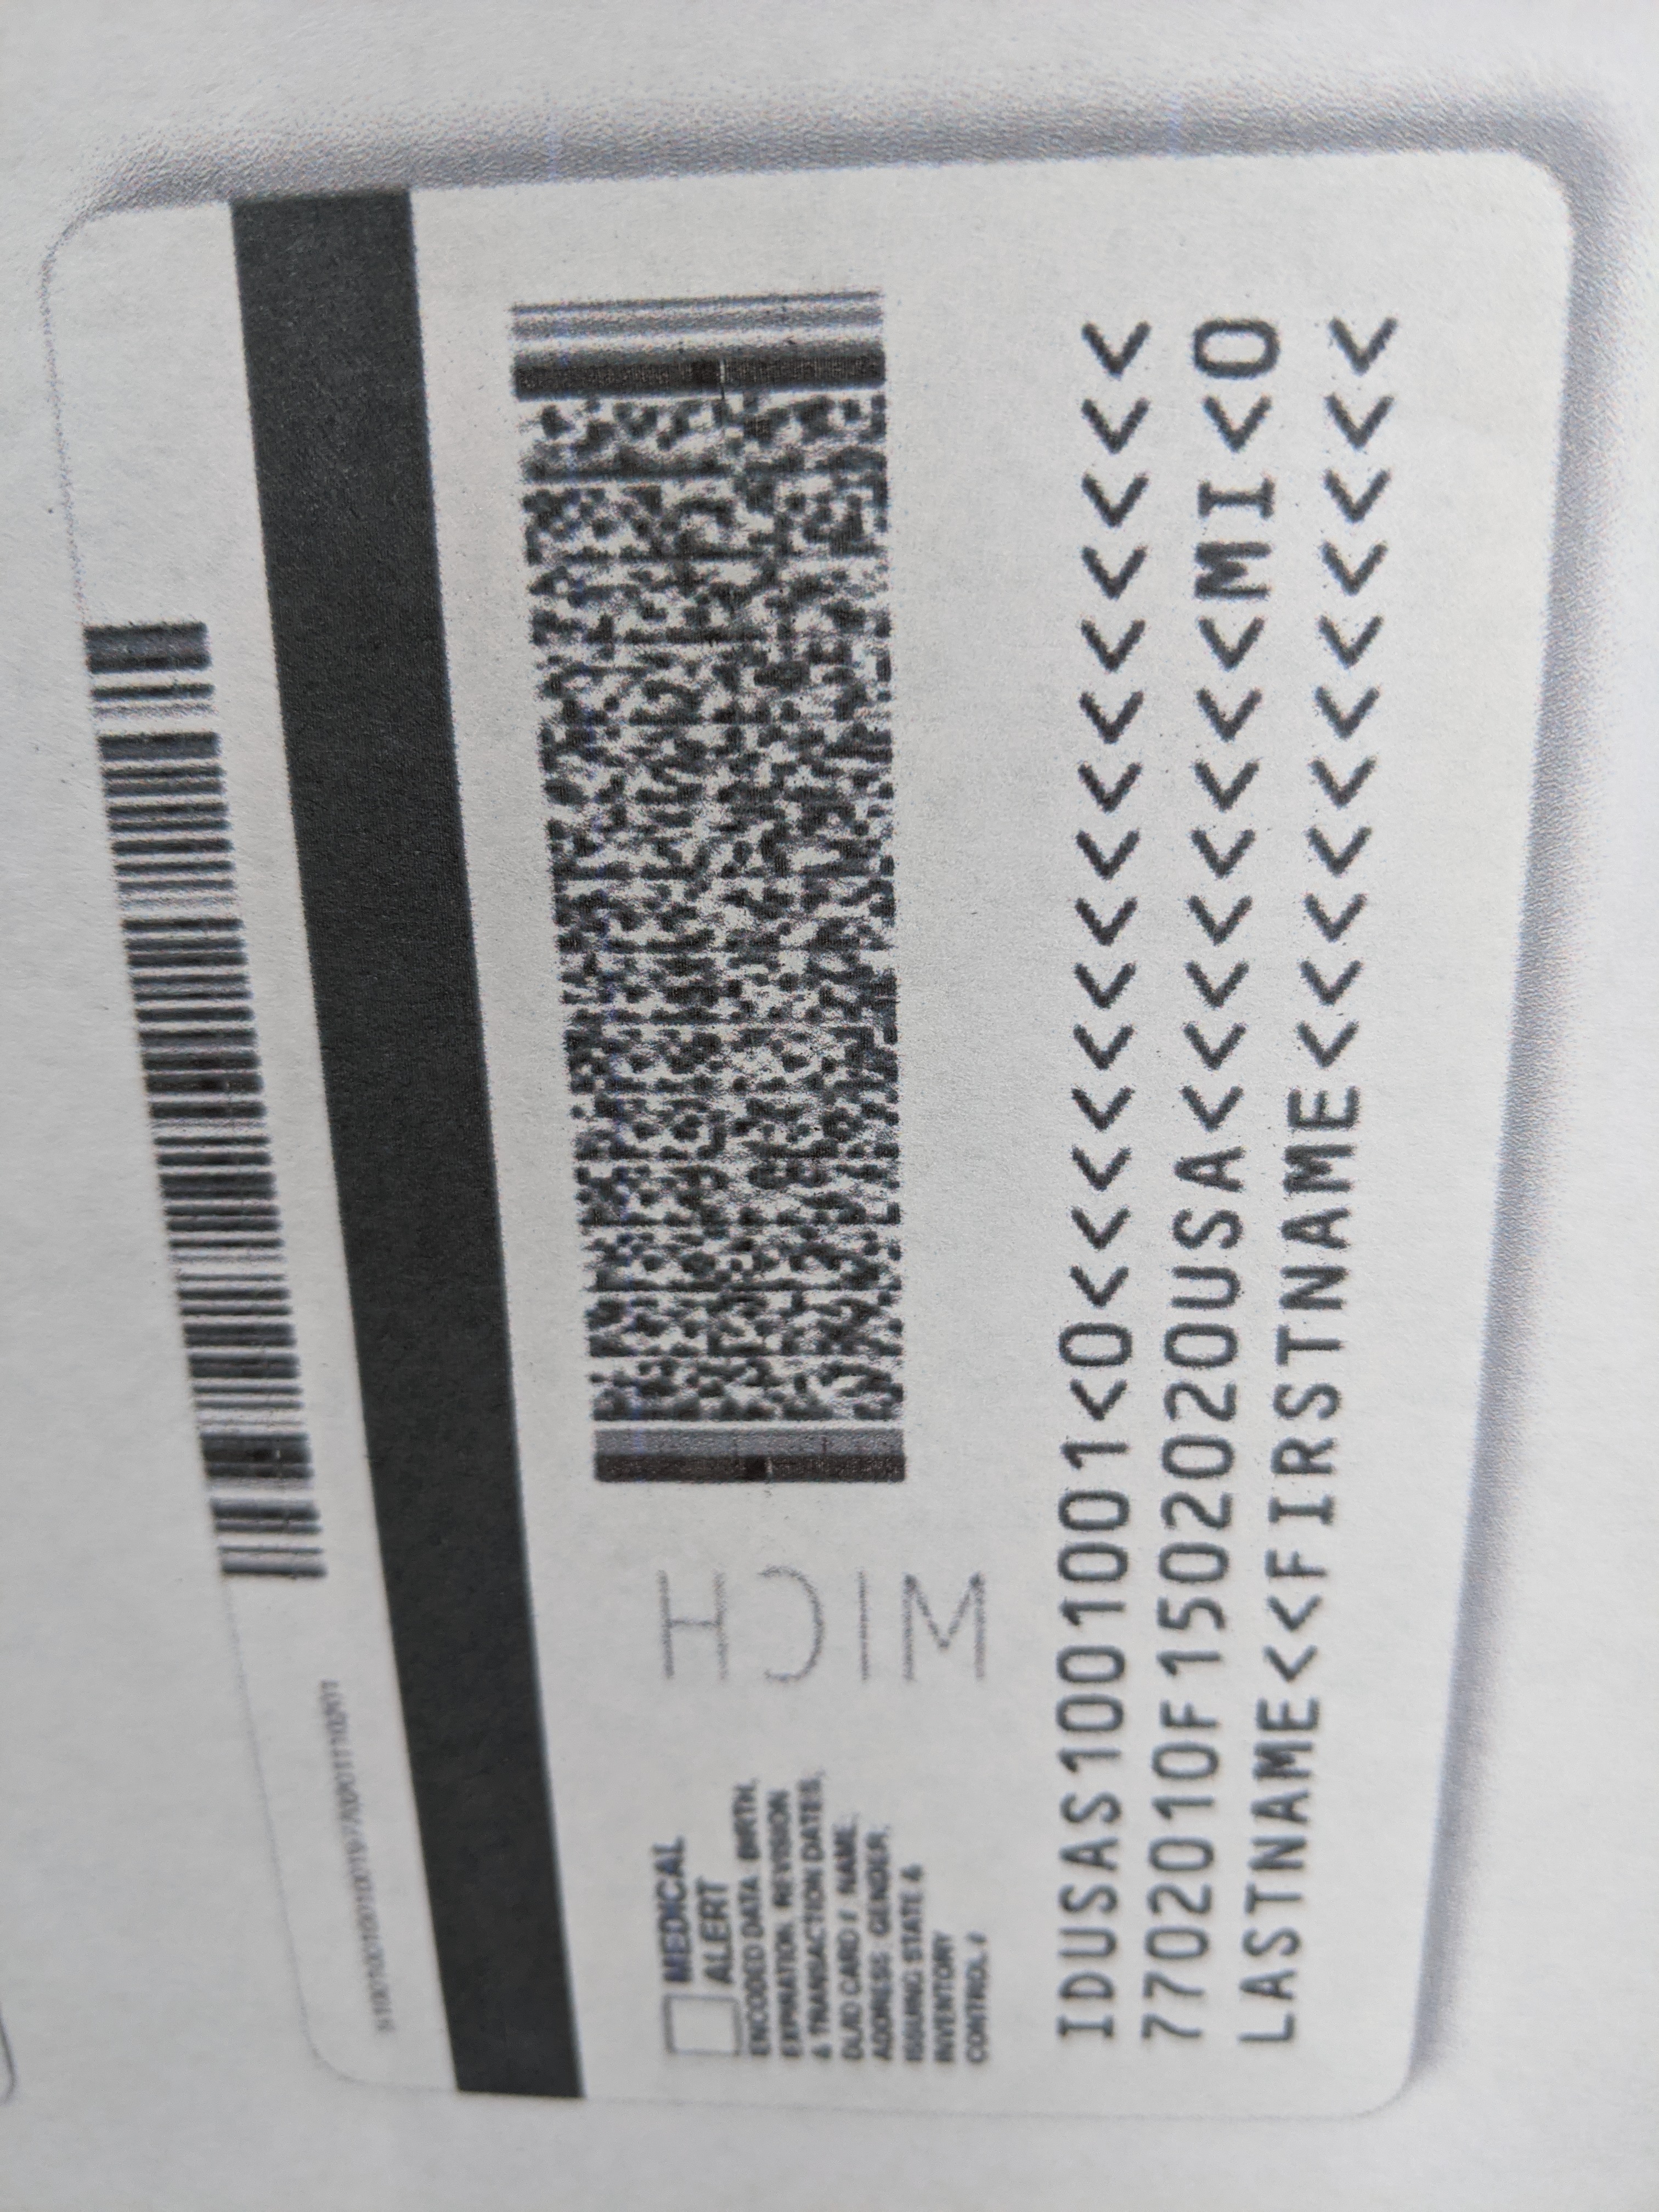 MEDICAL
ALERT
ENCODED DATA: BIRTH,
EXPIRATION, REVISION
& TRANSACTION DATES,
DL/ID CARD #, NAME,
ADDRESS, GENDER,
ISSUING STATE &
INVENTORY
CONTROL #
MICH
IDUSAS1001001<0<<<<<<<<<<<<<<<
7702010F1502020USA<<<<<<<<MI<0
LASTNAME<<FIRSTNAME<<<<<<<<<<<